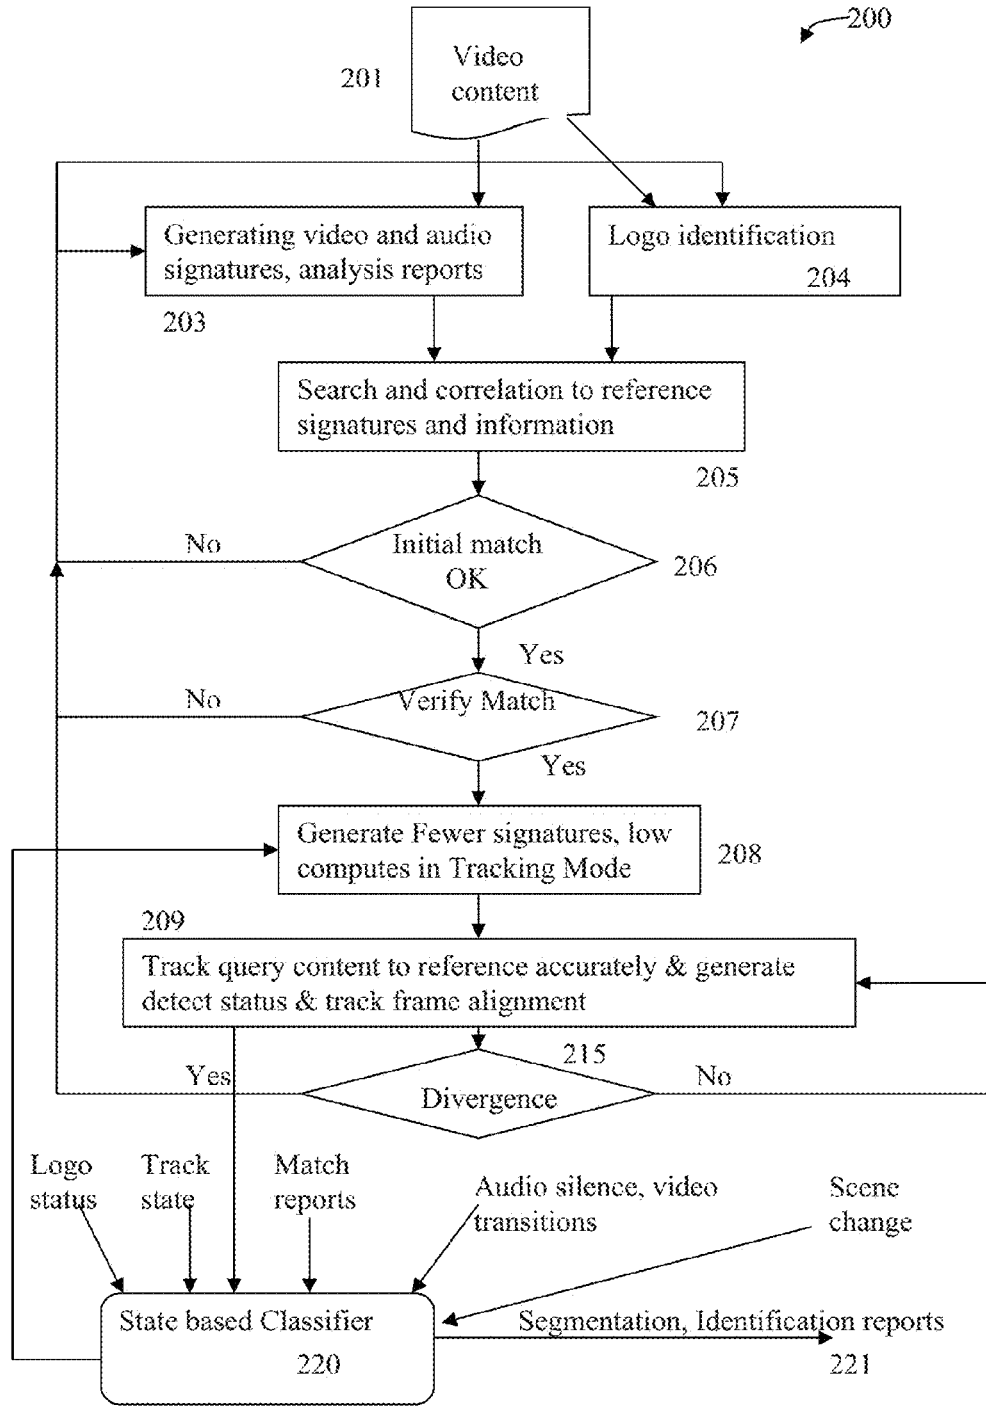 200
Video
content
201
Generating video and audio
signatures, analysis reports
203
Logo identification
204
Search and correlation to reference
signatures and information
205
No
Initial match
OK
206
Yes
No
Verify Match
207
Yes
Generate Fewer signatures, low
computes in Tracking Mode
208
209
Track query content to reference accurately & generate
detect status & track frame alignment
215
Yes
No
Divergence
Logo
status
Track
state
Match
reports
Audio silence, video
transitions
Scene
change
State based Classifier
220
Segmentation, Identification reports
221